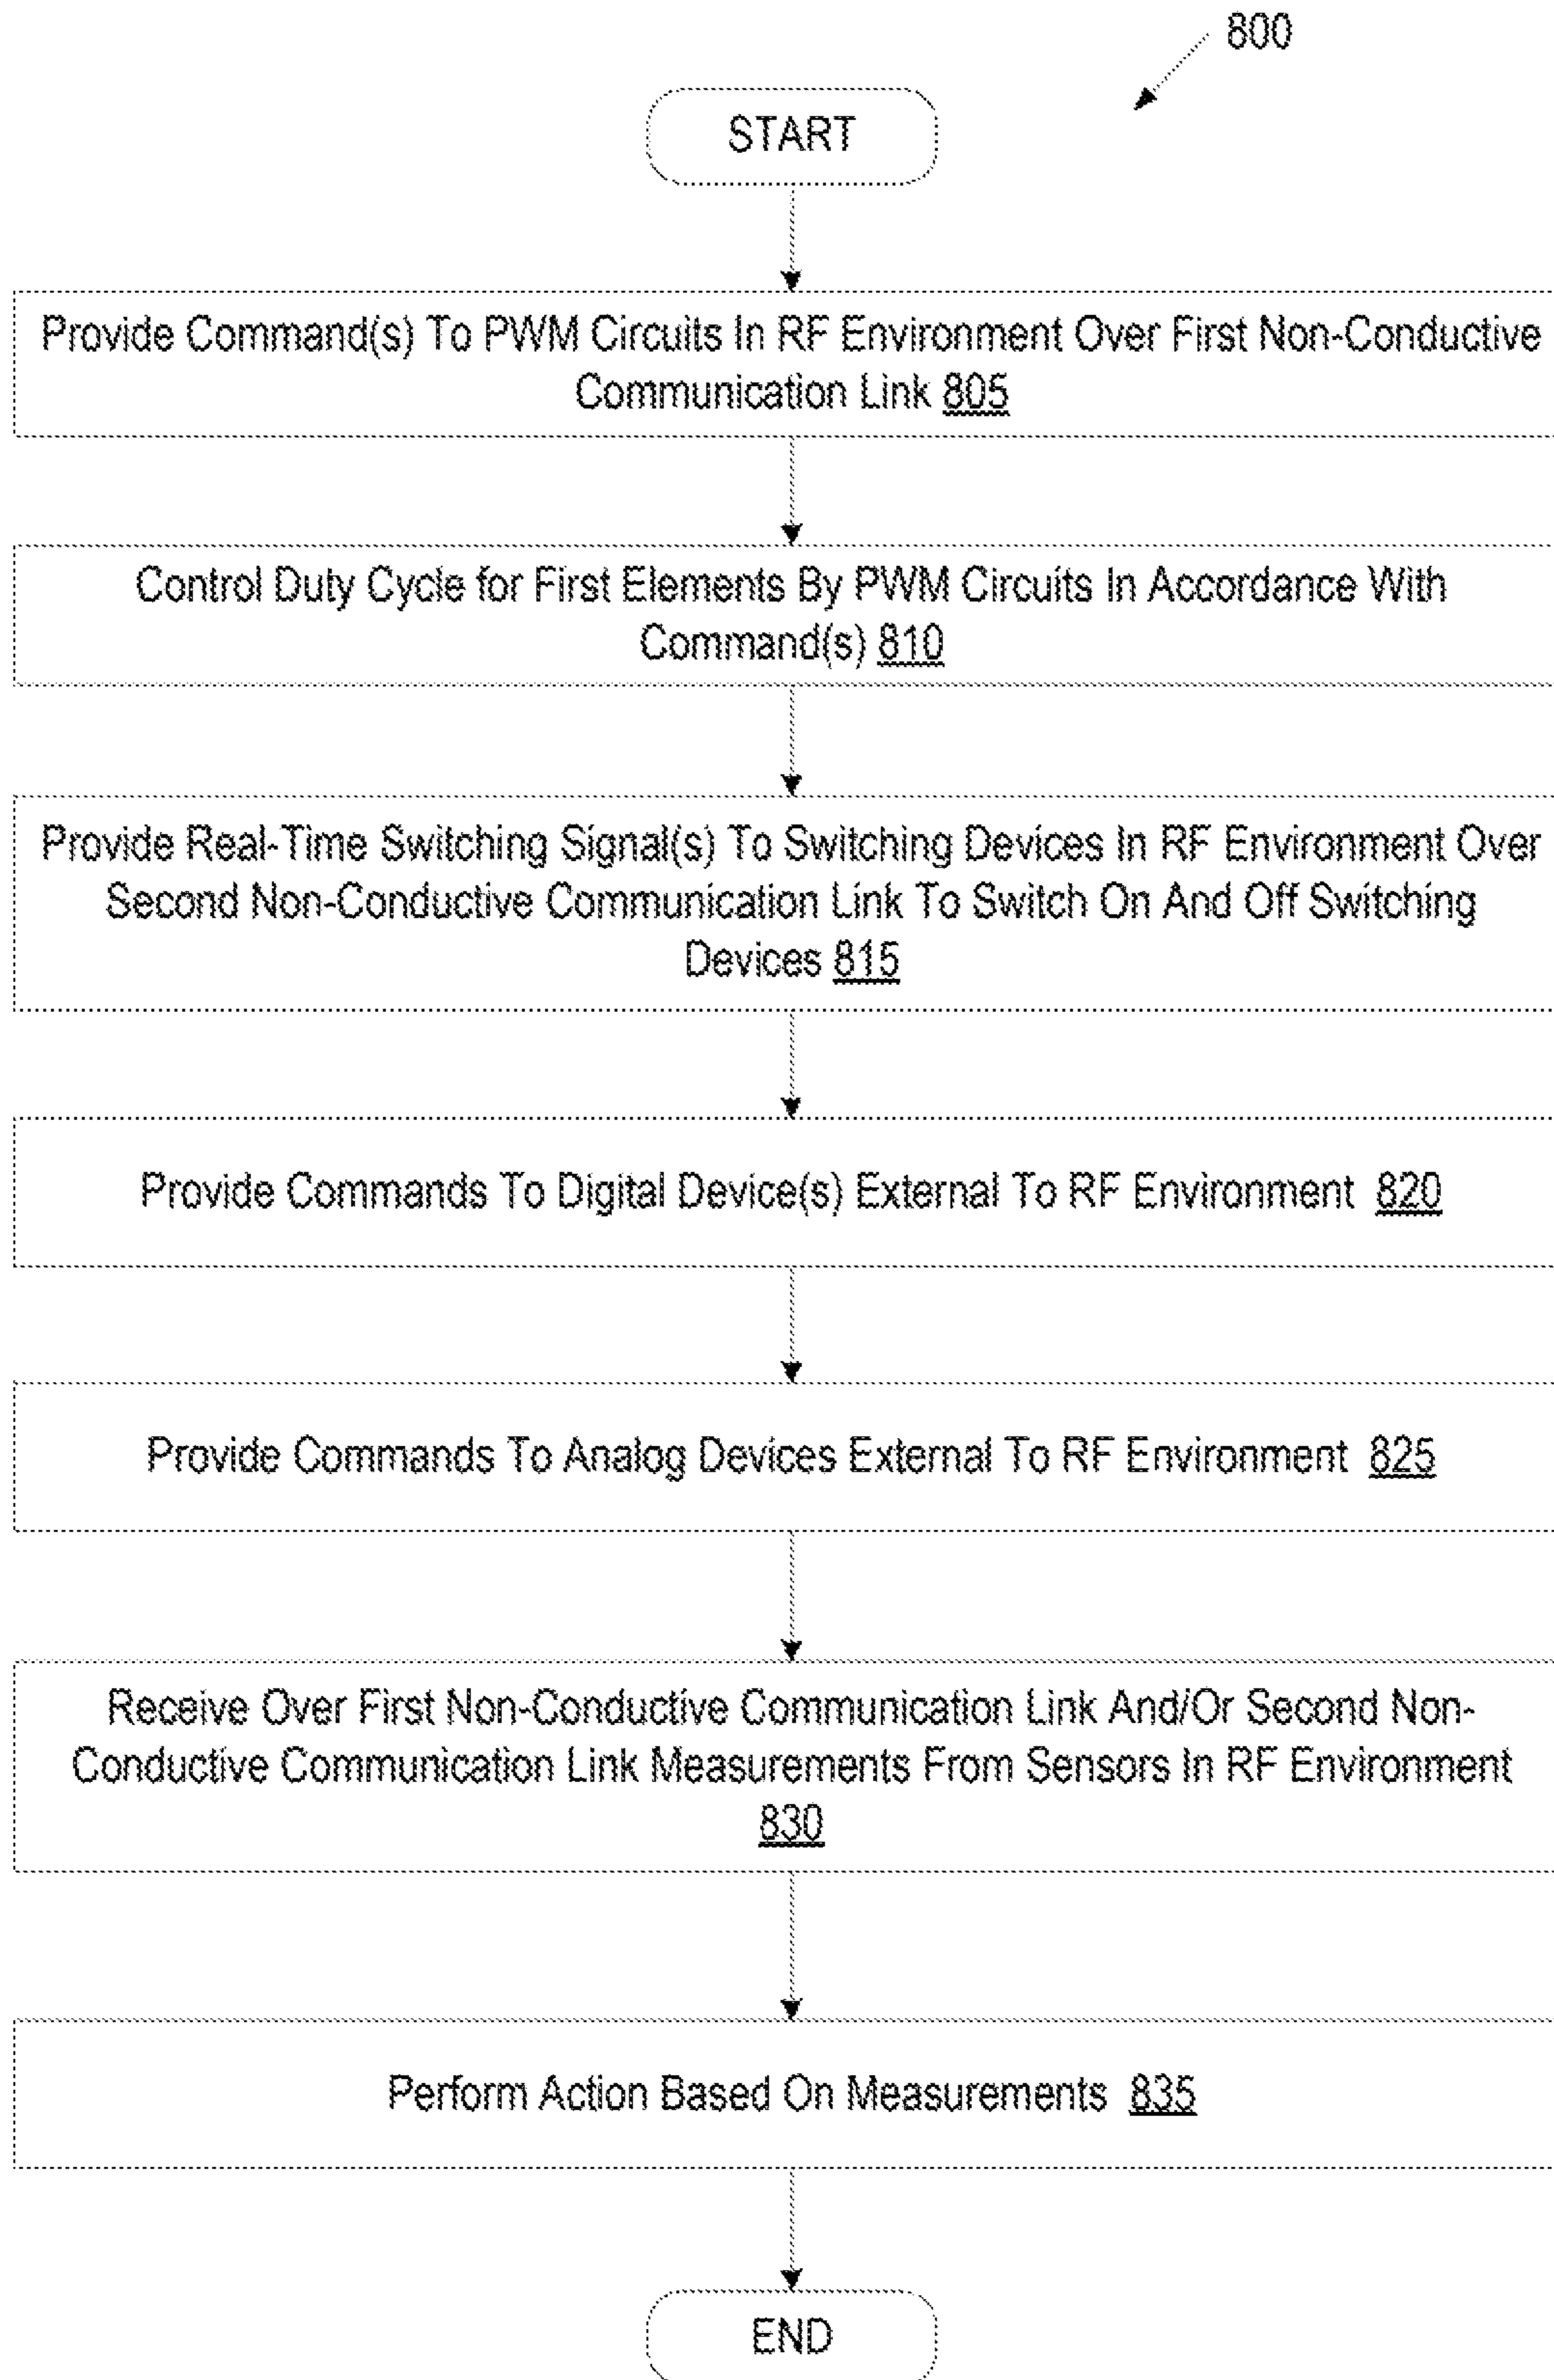 800
START
Provide Command(s) To PWM Circuits In RF Environment Over First Non-Conductive
Communication Link 805
Control Duty Cycle for First Elements By PWM Circuits In Accordance With
Command(s) 810
Provide Real-Time Switching Signal(s) To Switching Devices In RF Environment Over
Second Non-Conductive Communication Link To Switch On And Off Switching
Devices 815
Provide Commands To Digital Device(s) External To RF Environment 820
Provide Commands To Analog Devices External To RF Environment 825
Receive Over First Non-Conductive Communication Link And/Or Second Non-
Conductive Communication Link Measurements From Sensors In RF Environment
830
Perform Action Based On Measurements 835
END